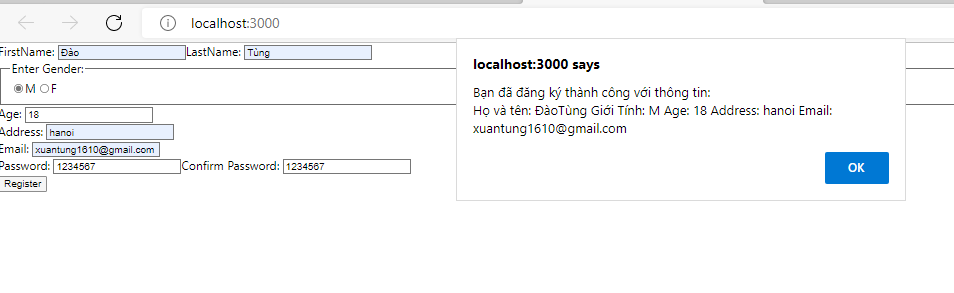 localhost:3000
FirstName: Đào LastName: Tùng
Enter Gender:
M F
Age: 18
Address: hanoi
Email: xuantung1610@gmail.com
Password: 1234567 Confirm Password: 1234567
Register
localhost:3000 says
Bạn đã đăng ký thành công với thông tin:
Họ và tên: ĐàoTùng Giới Tính: M Age: 18 Address: hanoi Email:
xuantung1610@gmail.com
OK